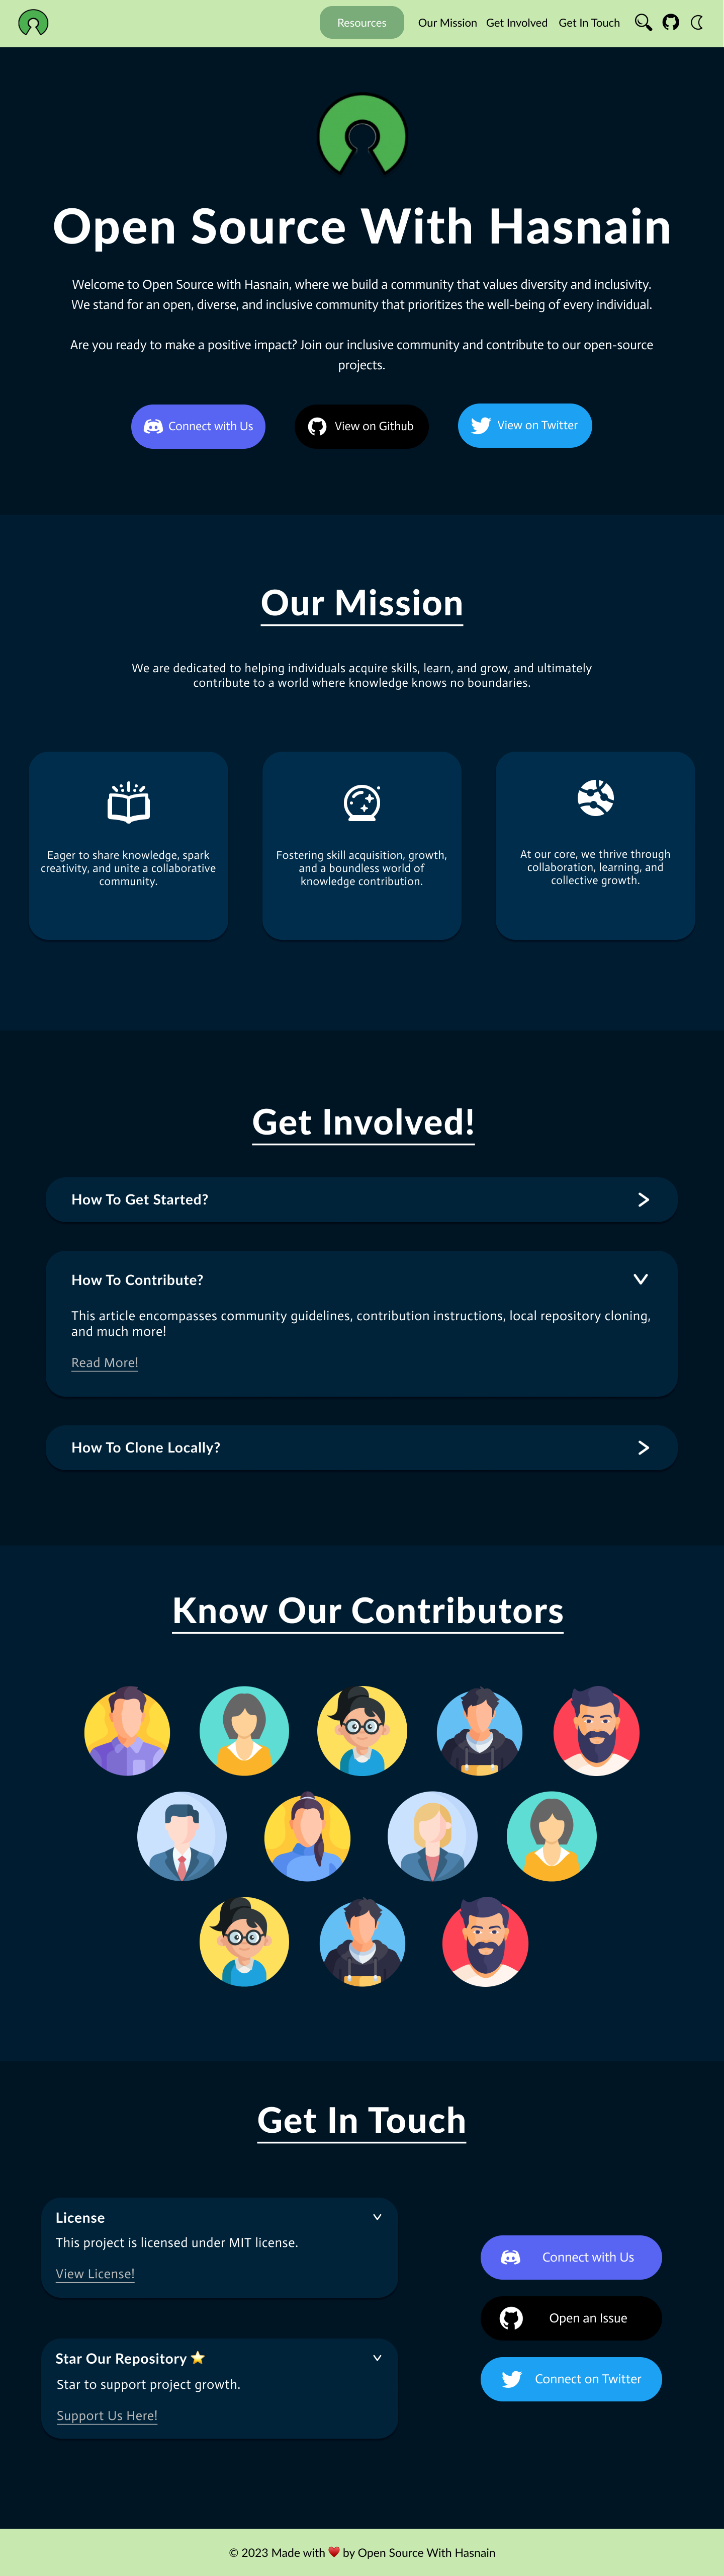 Resources
Our Mission
Get Involved
Get In Touch
Open Source With Hasnain
Welcome to Open Source with Hasnain, where we build a community that values diversity and inclusivity.
We stand for an open, diverse, and inclusive community that prioritizes the well-being of every individual.
Are you ready to make a positive impact? Join our inclusive community and contribute to our open-source
projects.
Connect with Us
View on Github
View on Twitter
Our Mission
We are dedicated to helping individuals acquire skills, learn, and grow, and ultimately
contribute to a world where knowledge knows no boundaries.
Eager to share knowledge, spark
creativity, and unite a collaborative
community.
Fostering skill acquisition, growth,
and a boundless world of
knowledge contribution.
At our core, we thrive through
collaboration, learning, and
collective growth.
Get Involved!
How To Get Started?
How To Contribute?
This article encompasses community guidelines, contribution instructions, local repository cloning,
and much more!
Read More!
How To Clone Locally?
Know Our Contributors
Get In Touch
License
This project is licensed under MIT license.
View License!
Star Our Repository ⭐
Star to support project growth.
Support Us Here!
Connect with Us
Open an Issue
Connect on Twitter
© 2023 Made with ❤️ by Open Source With Hasnain